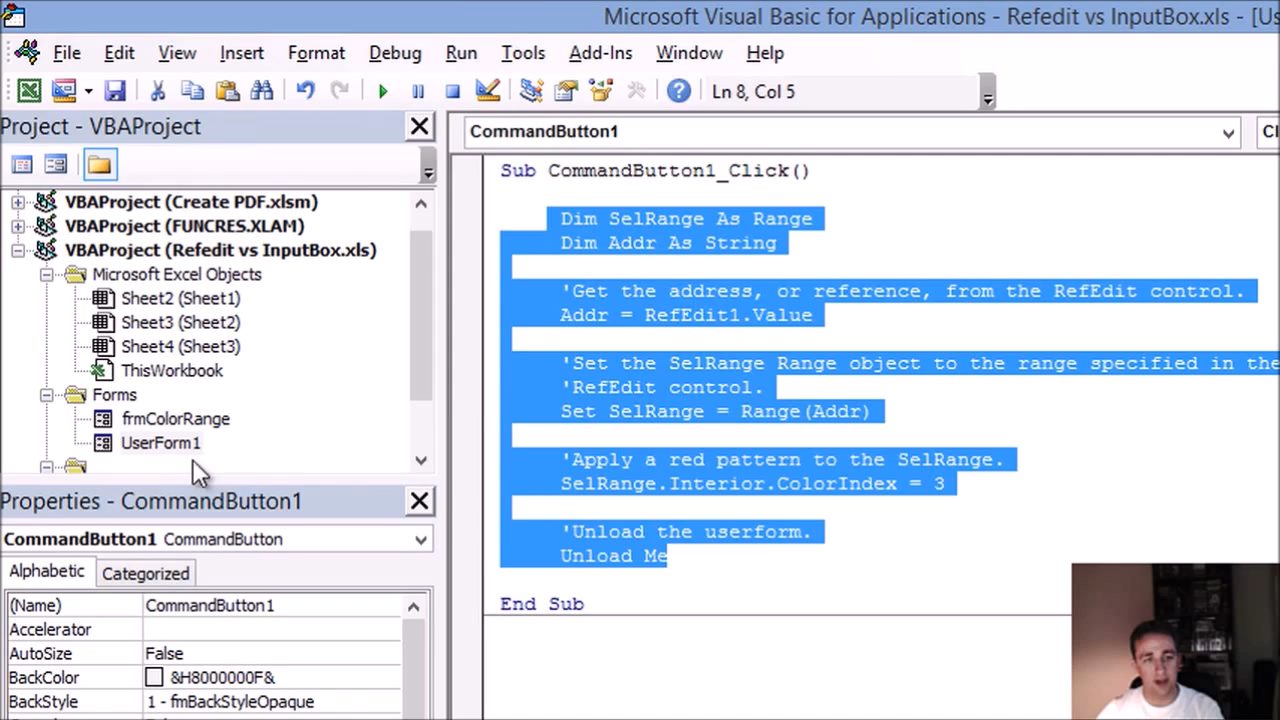 Microsoft Visual Basic for Applications - Refedit vs InputBox.xls - [Us
File Edit View Insert Format Debug Run Tools Add-Ins Window Help
Ln 8, Col 5
Project - VBAProject
VBAProject (Create PDF.xlsm)
VBAProject (FUNCRES.XLAM)
VBAProject (Refedit vs InputBox.xls)
Microsoft Excel Objects
Sheet2 (Sheet1)
Sheet3 (Sheet2)
Sheet4 (Sheet3)
ThisWorkbook
Forms
frmColorRange
UserForm1
Properties - CommandButton1
CommandButton1 CommandButton
Alphabetic Categorized
(Name) CommandButton1
Accelerator
AutoSize False
BackColor &H8000000F&
BackStyle 1 - fmBackStyleOpaque
CommandButton1 Cl
Sub CommandButton1_Click()
Dim SelRange As Range
Dim Addr As String
'Get the address, or reference, from the RefEdit control.
Addr = RefEdit1.Value
'Set the SelRange Range object to the range specified in the
'RefEdit control.
Set SelRange = Range(Addr)
'Apply a red pattern to the SelRange.
SelRange.Interior.ColorIndex = 3
'Unload the userform.
Unload Me
End Sub